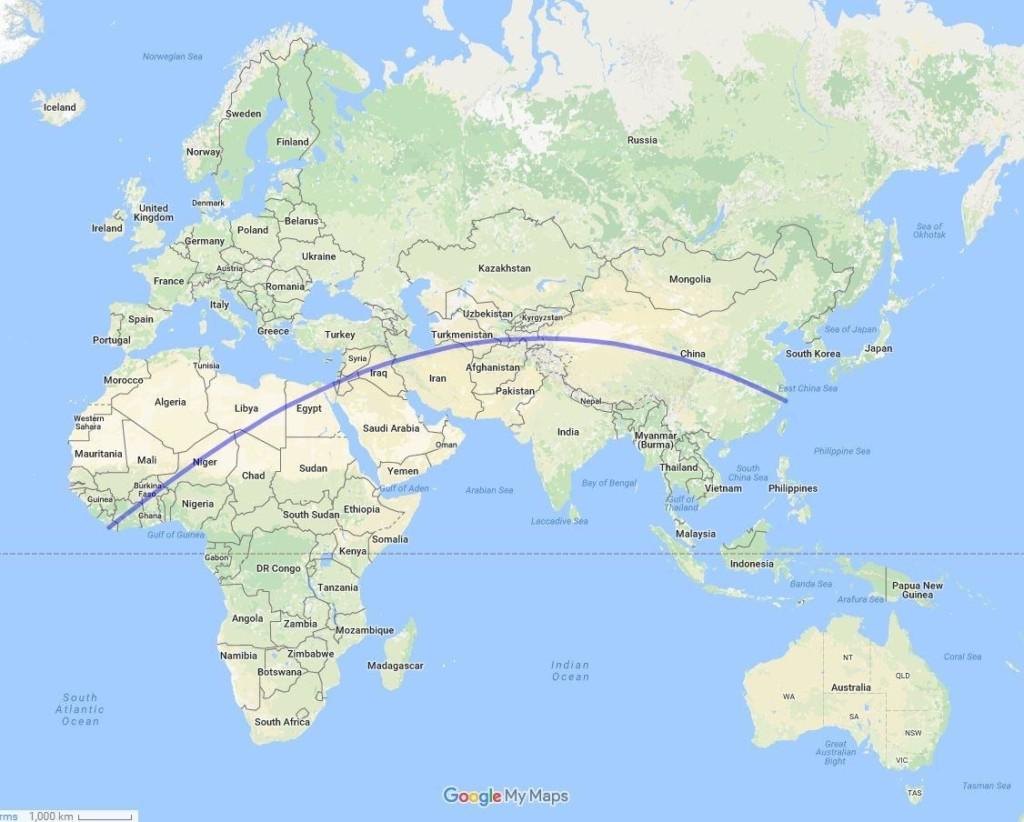 Norwegian Sea
Iceland
Sweden
Finland
Norway
Russia
Denmark
United
Kingdom
Ireland
Belarus
Poland
Germany
Sea of
Okhotsk
Ukraine
Austria
Kazakhstan
France
Romania
Mongolia
Italy
Uzbekistan
Kyrgyzstan
Spain
Portugal
Greece
Turkey
Turkmenistan
Sea of Japan
Japan
South Korea
China
Syria
Tunisia
Iraq
Afghanistan
Iran
Morocco
Pakistan
East China Sea
Algeria
Libya
Egypt
Nepal
Western
Sahara
Saudi Arabia
India
Myanmar
(Burma)
Oman
Mauritania
Mali
Niger
Chad
Sudan
Yemen
Thailand
Philippine Sea
South
China Sea
Bay of Bengal
Arabian Sea
Gulf of Aden
Vietnam
Philippines
Burkina
Faso
Guinea
Ghana
Nigeria
South Sudan
Ethiopia
Gulf of
Thailand
Laccadive Sea
Gulf of Guinea
Somalia
Malaysia
Gabon
Kenya
DR Congo
Indonesia
Tanzania
Banda Sea
Papua New
Guinea
Arafura Sea
Angola
Zambia
Mozambique
Namibia
Zimbabwe
Botswana
Madagascar
Indian
Ocean
NT
Coral Sea
QLD
WA
Australia
South
Atlantic
Ocean
South Africa
SA
NSW
Great
Australian
Bight
VIC
Tasman Sea
TAS
Google My Maps
rms 1,000 km